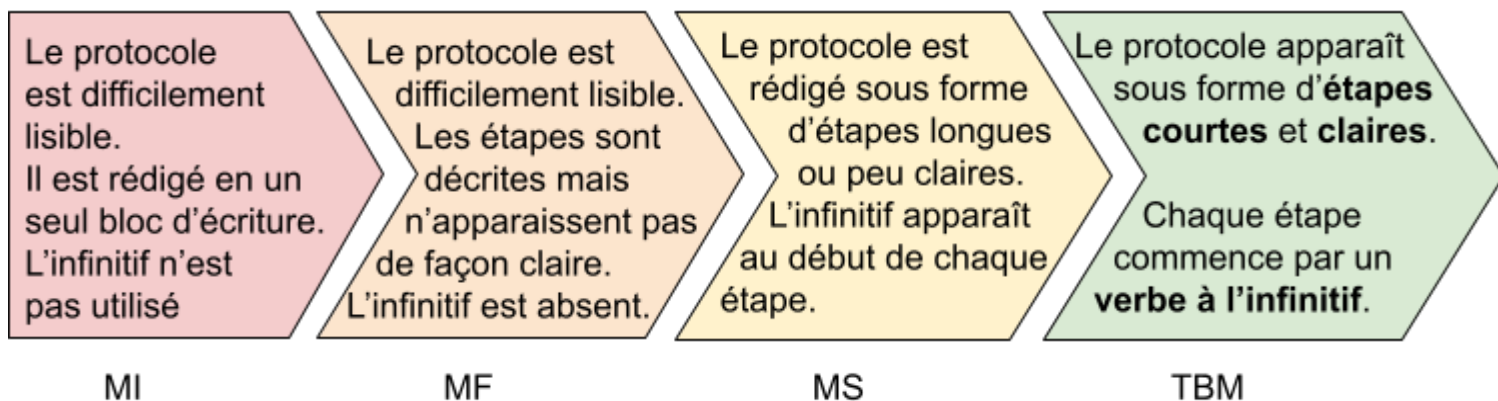 Le protocole
est difficilement
lisible.
Il est rédigé en un
seul bloc d’écriture.
L’infinitif n’est
pas utilisé
Le protocole est
difficilement lisible.
Les étapes sont
décrites mais
n’apparaissent pas
de façon claire.
L’infinitif est absent.
Le protocole est
rédigé sous forme
d’étapes longues
ou peu claires.
L’infinitif apparaît
au début de chaque
étape.
Le protocole apparaît
sous forme d’étapes
courtes et claires.
Chaque étape
commence par un
verbe à l’infinitif.
MI
MF
MS
TBM